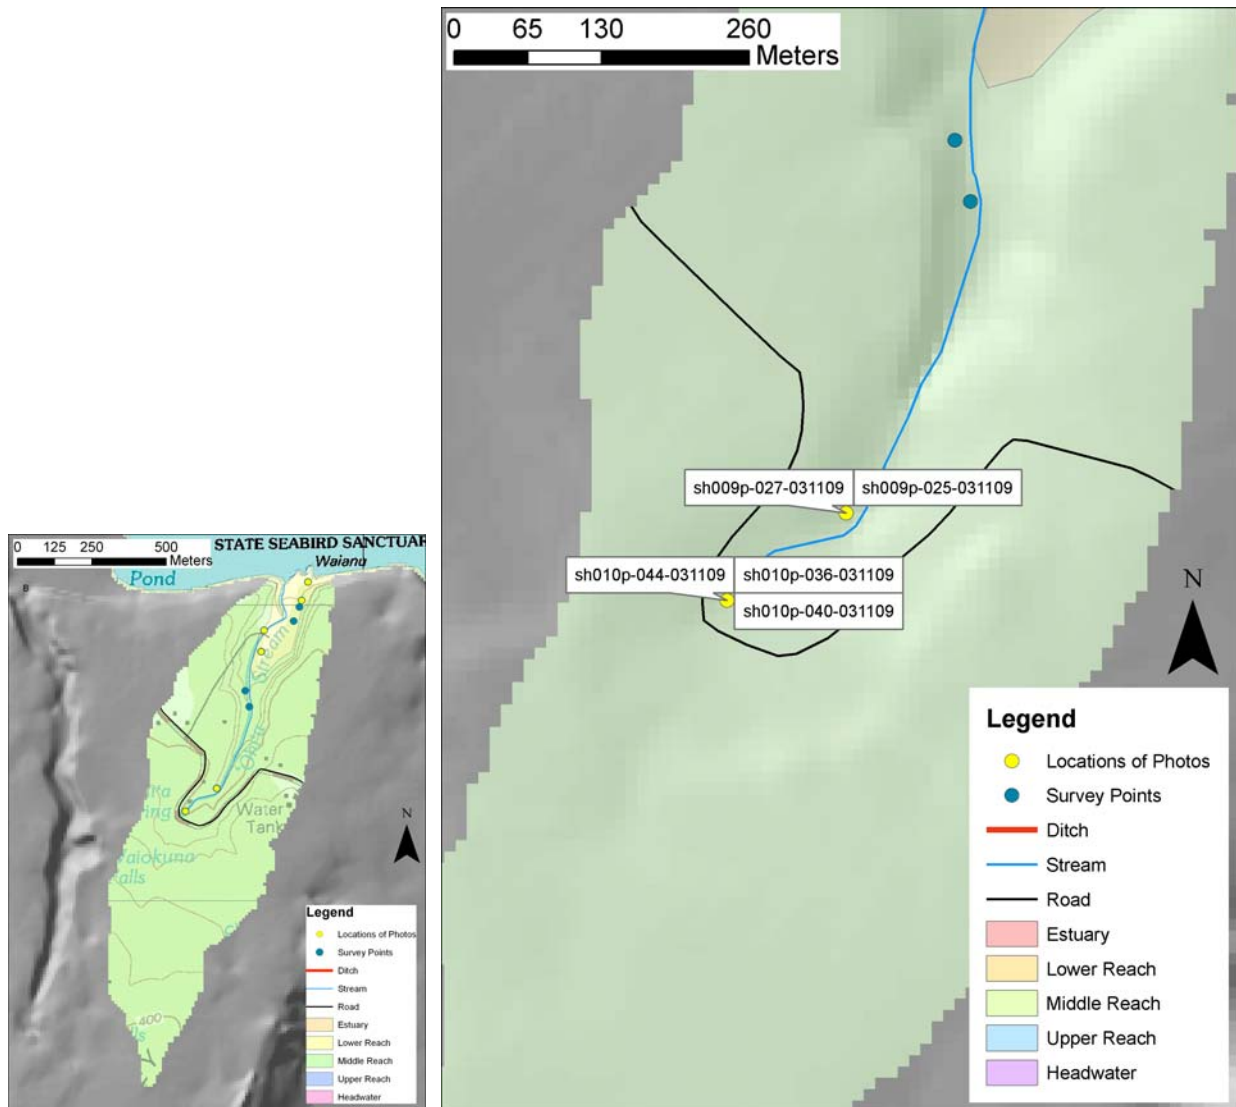 0 65 130 260
Meters
sh009p-027-031109 sh009p-025-031109
sh010p-044-031109 sh010p-036-031109
sh010p-040-031109
N
Legend
Locations of Photos
Survey Points
Ditch
Stream
Road
Estuary
Lower Reach
Middle Reach
Upper Reach
Headwater
0 125 250 500
Meters
STATE SEABIRD SANCTUAR
Waianu
Pond
Stream
Water
Tank
ring
aiokuna
alls
400
N
Legend
Locations of Photos
Survey Points
Ditch
Stream
Road
Estuary
Lower Reach
Middle Reach
Upper Reach
Headwater